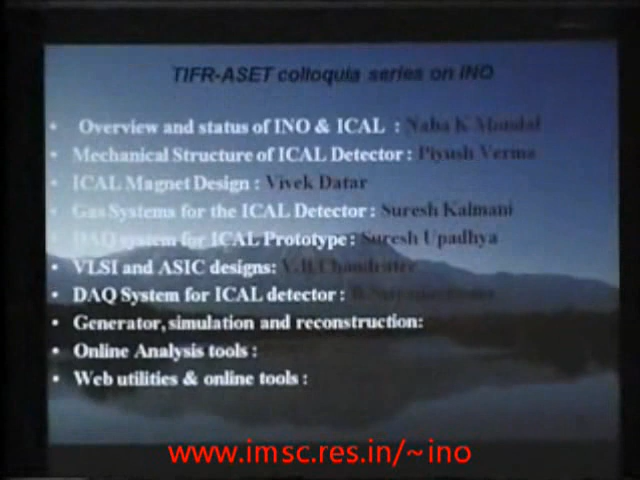 TIFR-ASET colloquia series on INO
• Overview and status of INO & ICAL : Naba K Mondal
• Mechanical Structure of ICAL Detector : Piyush Verma
• ICAL Magnet Design : Vivek Datar
• Gas Systems for the ICAL Detector : Suresh Kalmani
• DAQ system for ICAL Prototype : Suresh Upadhya
• VLSI and ASIC designs: V.B Chandratre
• DAQ System for ICAL detector :
• Generator, simulation and reconstruction:
• Online Analysis tools :
• Web utilities & online tools :
www.imsc.res.in/~ino